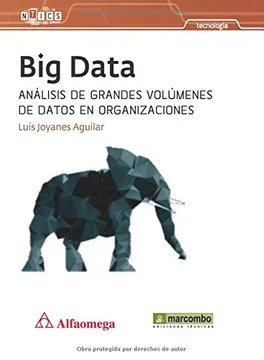 NTiCS
tecnología
Big Data
ANÁLISIS DE GRANDES VOLÚMENES
DE DATOS EN ORGANIZACIONES
Luis Joyanes Aguilar
Alfaomega
marcombo
ediciones técnicas
Obra protegida por derechos de autor